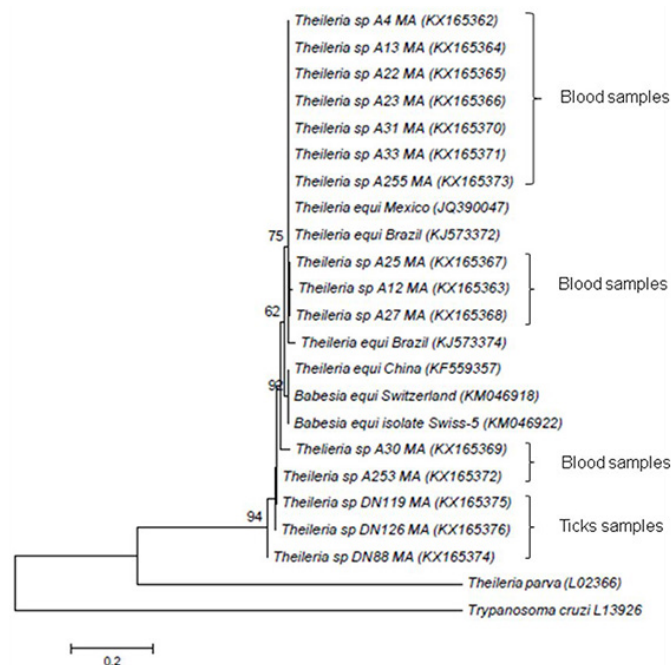 Theileria sp A4 MA (KX165362)
Theileria sp A13 MA (KX165364)
Theileria sp A22 MA (KX165365)
Theileria sp A23 MA (KX165366)
Blood samples
Theileria sp A31 MA (KX165370)
Theileria sp A33 MA (KX165371)
Theileria sp A255 MA (KX165373)
Theileria equi Mexico (JQ390047)
75
Theileria equi Brazil (KJ573372)
Theileria sp A25 MA (KX165367)
Theileria sp A12 MA (KX165363)
Blood samples
62
Theileria sp A27 MA (KX165368)
Theileria equi Brazil (KJ573374)
Theileria equi China (KF559357)
92
Babesia equi Switzerland (KM046918)
Babesia equi isolate Swiss-5 (KM046922)
Thelieria sp A30 MA (KX165369)
Blood samples
Theileria sp A253 MA (KX165372)
Theileria sp DN119 MA (KX165375)
94
Theileria sp DN126 MA (KX165376)
Ticks samples
Theileria sp DN88 MA (KX165374)
Theileria parva (L02366)
Trypanosoma cruzi L13926
0.2